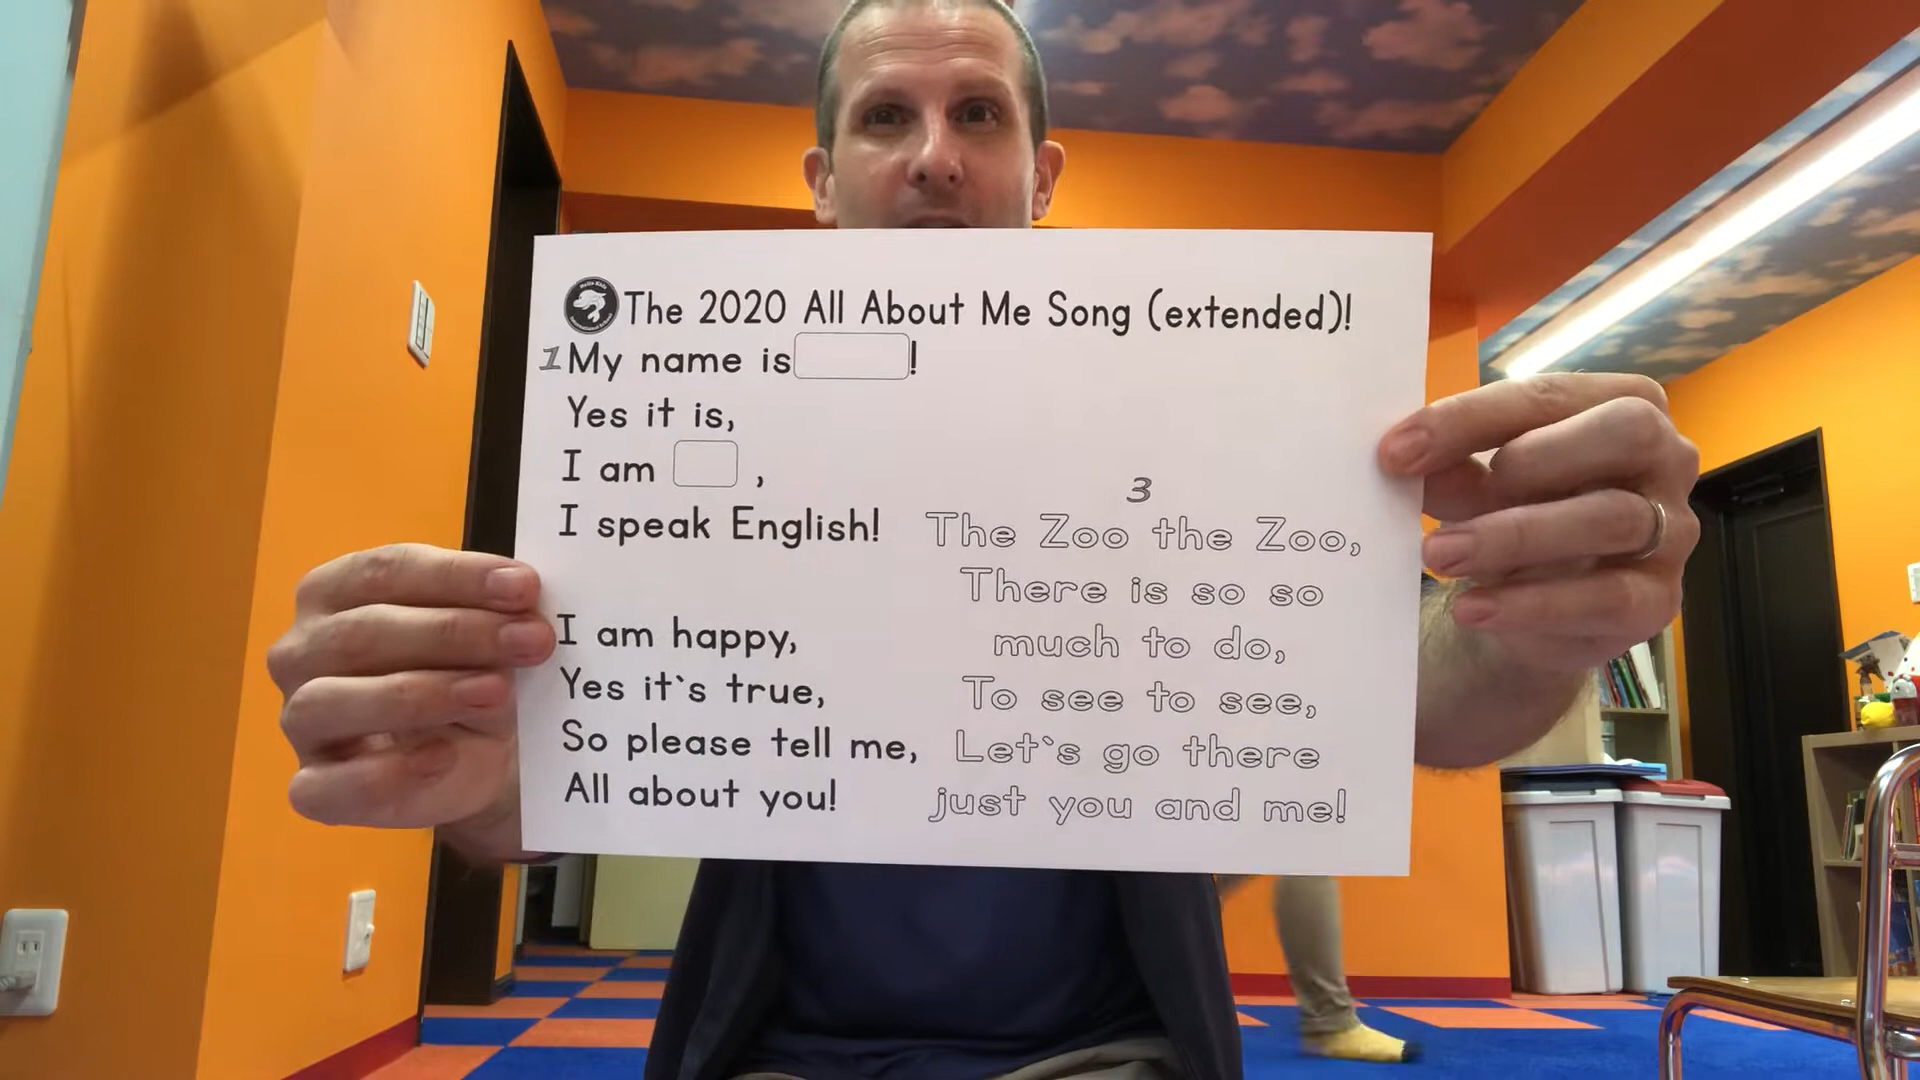 The 2020 All About Me Song (extended)!
1 My name is !
Yes it is,
I am ,
I speak English!
I am happy,
Yes it`s true,
So please tell me,
All about you!
3
The Zoo the Zoo,
There is so so
much to do,
To see to see,
Let`s go there
just you and me!